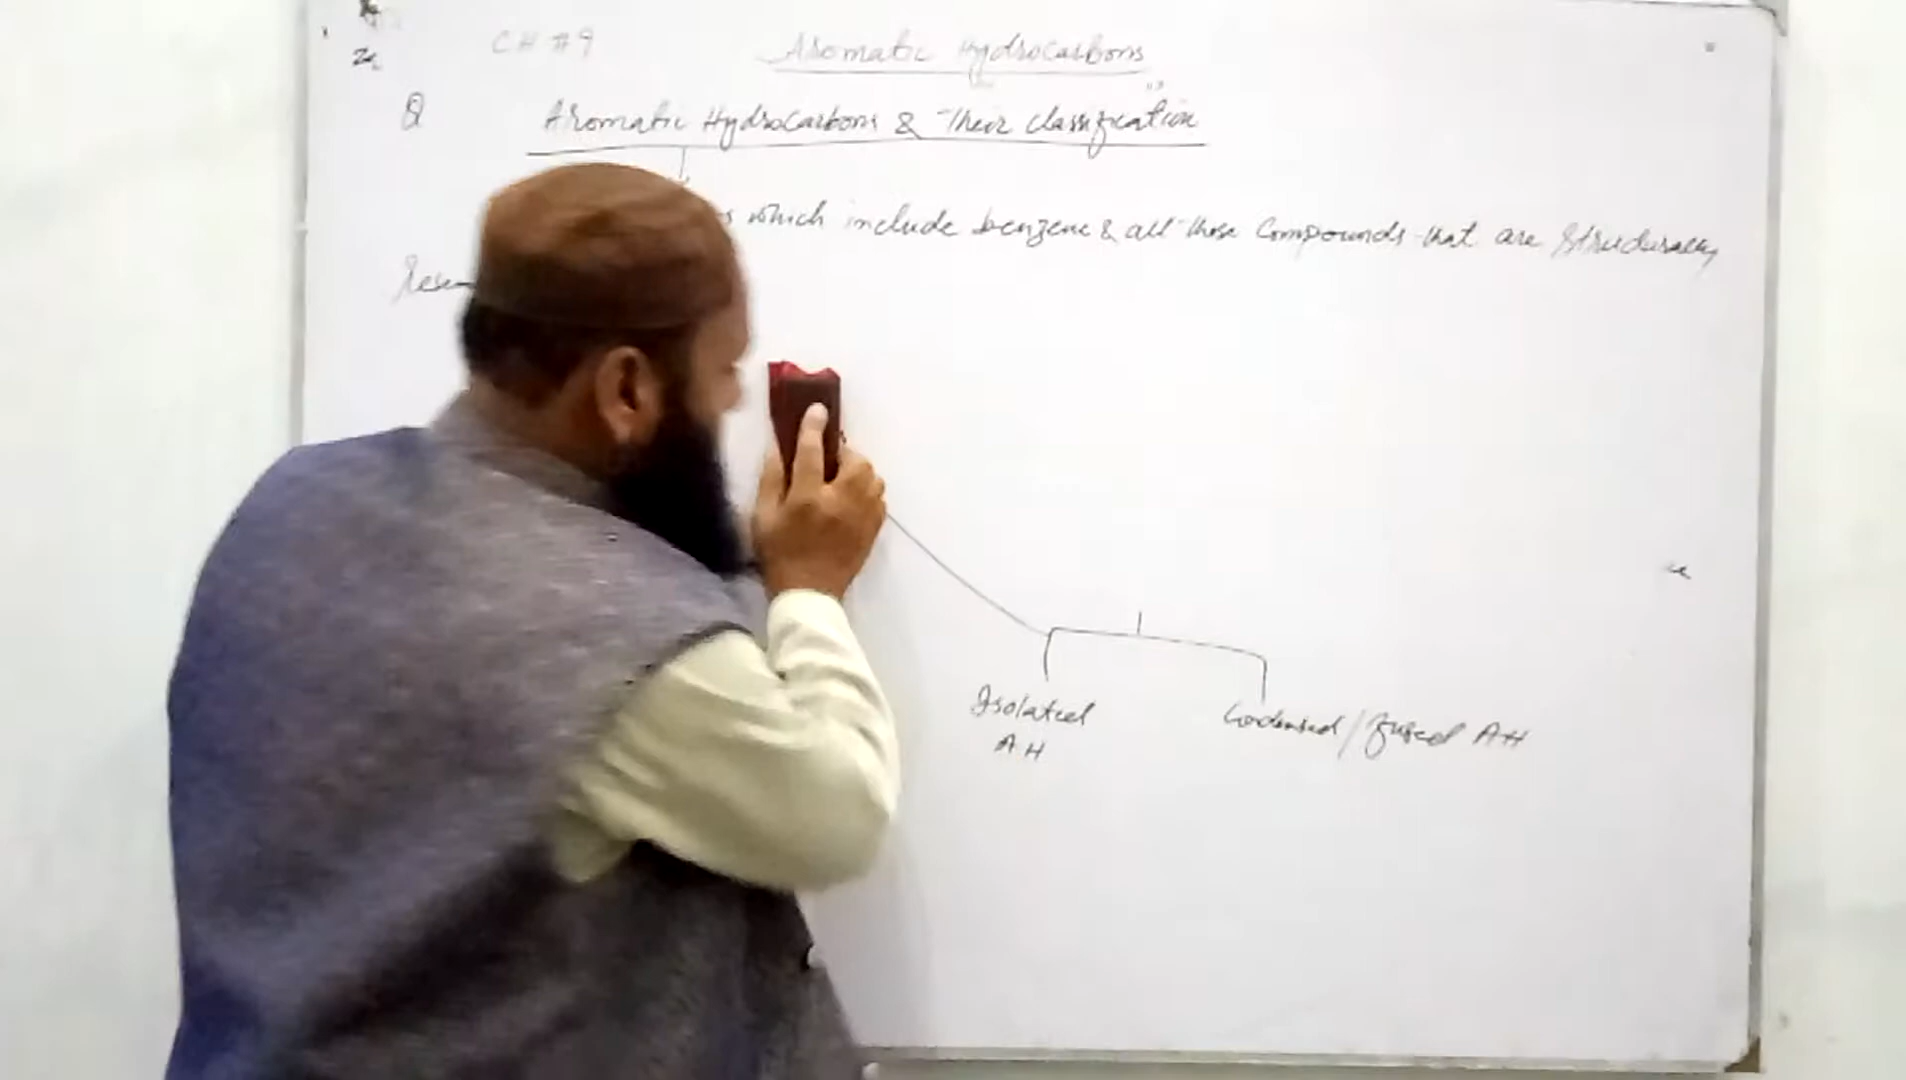 CH #9 Aromatic Hydrocarbons
Q Aromatic Hydrocarbons & Their classification
which include benzene & all those Compounds that are structurally
Isolated Condensed / fused AH
AH